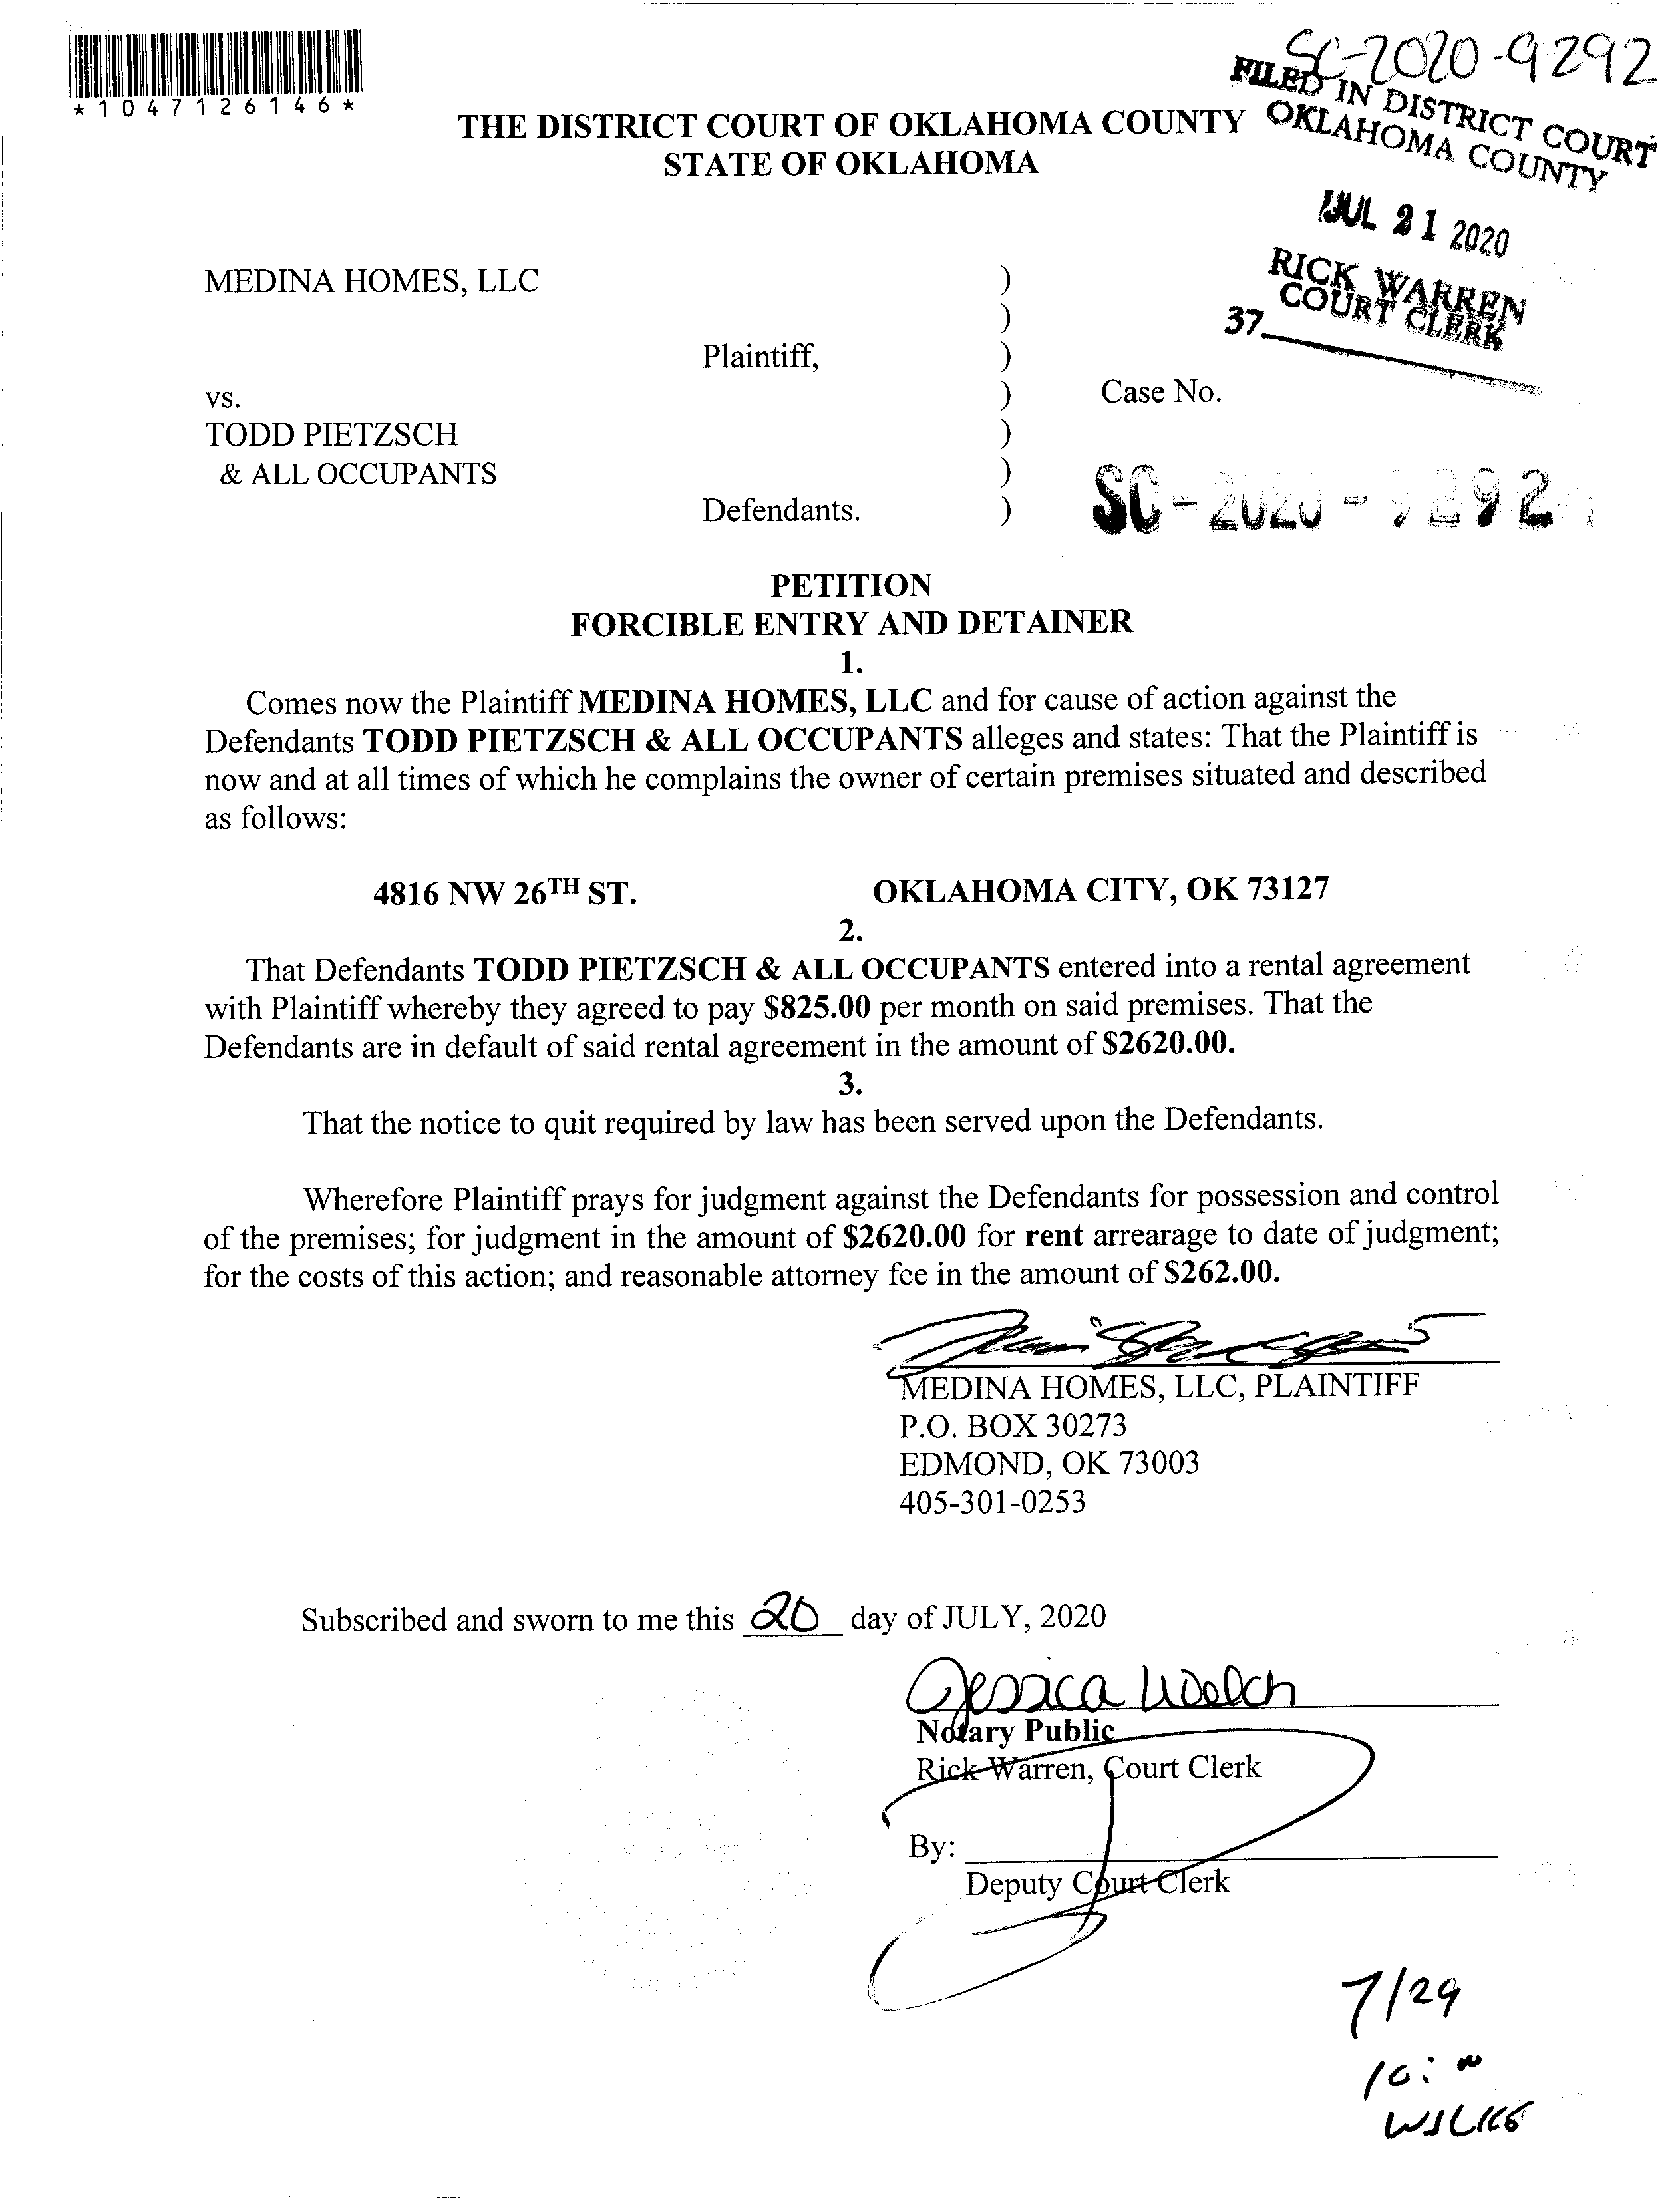 SC-2020-9292
*1047126146*
FILED IN DISTRICT COURT
OKLAHOMA COUNTY
THE DISTRICT COURT OF OKLAHOMA COUNTY
STATE OF OKLAHOMA
JUL 21 2020
RICK WARREN
COURT CLERK
37
MEDINA HOMES, LLC )
)
Plaintiff, )
vs. ) Case No.
TODD PIETZSCH )
& ALL OCCUPANTS )
SC-2020-9292
Defendants. )
PETITION
FORCIBLE ENTRY AND DETAINER
1.
Comes now the Plaintiff MEDINA HOMES, LLC and for cause of action against the
Defendants TODD PIETZSCH & ALL OCCUPANTS alleges and states: That the Plaintiff is
now and at all times of which he complains the owner of certain premises situated and described
as follows:
4816 NW 26TH ST. OKLAHOMA CITY, OK 73127
2.
That Defendants TODD PIETZSCH & ALL OCCUPANTS entered into a rental agreement
with Plaintiff whereby they agreed to pay $825.00 per month on said premises. That the
Defendants are in default of said rental agreement in the amount of $2620.00.
3.
That the notice to quit required by law has been served upon the Defendants.
Wherefore Plaintiff prays for judgment against the Defendants for possession and control
of the premises; for judgment in the amount of $2620.00 for rent arrearage to date of judgment;
for the costs of this action; and reasonable attorney fee in the amount of $262.00.
MEDINA HOMES, LLC, PLAINTIFF
P.O. BOX 30273
EDMOND, OK 73003
405-301-0253
Subscribed and sworn to me this 20 day of JULY, 2020
Jessica Welch
Notary Public
Rick Warren, Court Clerk
By:
Deputy Court Clerk
7/29
10:00